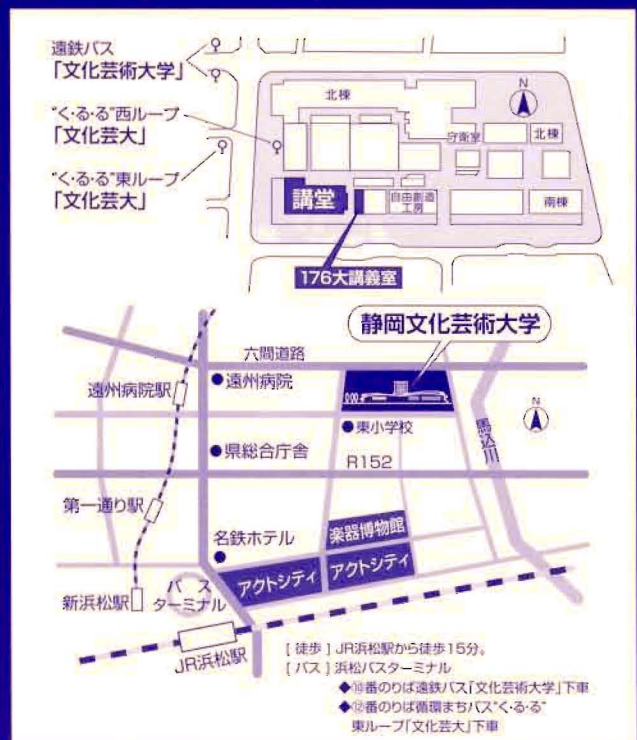 遠鉄バス
「文化芸術大学」
"く・る・る"西ループ
「文化芸大」
"く・る・る"東ループ
「文化芸大」
北棟
N
守衛室
北棟
講堂
自由創造
工房
南棟
176大講義室
静岡文化芸術大学
六間道路
遠州病院駅
●遠州病院
●東小学校
N
馬込川
●県総合庁舎
R152
第一通り駅
名鉄ホテル
楽器博物館
アクトシティ
アクトシティ
新浜松駅
バス
ターミナル
JR浜松駅
[ 徒歩 ] JR浜松駅から徒歩15分。
[ バス ] 浜松バスターミナル
◆⑩番のりば遠鉄バス「文化芸術大学」下車
◆⑫番のりば循環まちバス"く・る・る"
東ループ「文化芸大」下車